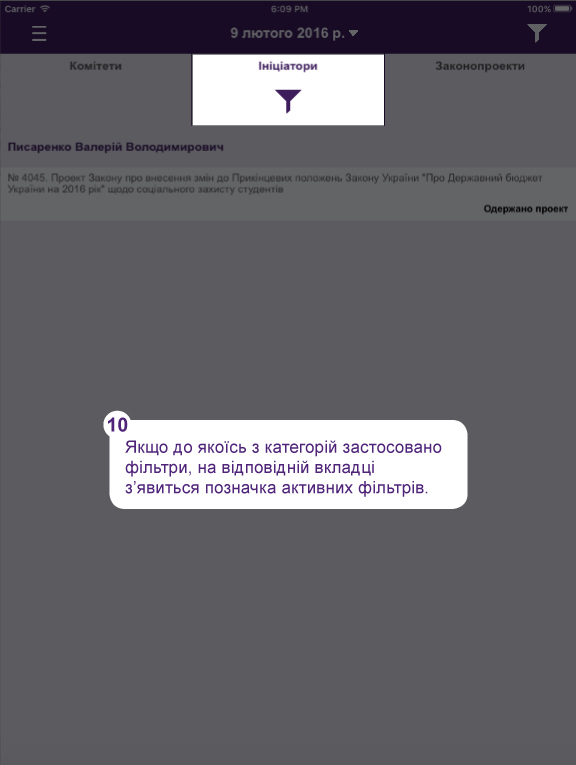 Carrier 6:09 PM 100%
9 лютого 2016 р.
Комітети Ініціатори Законопроекти
Писаренко Валерій Володимирович
№ 4045. Проект Закону про внесення змін до Прикінцевих положень Закону України "Про Державний бюджет
України на 2016 рік" щодо соціального захисту студентів
Одержано проект
10
Якщо до якоїсь з категорій застосовано
фільтри, на відповідній вкладці
з’явиться позначка активних фільтрів.